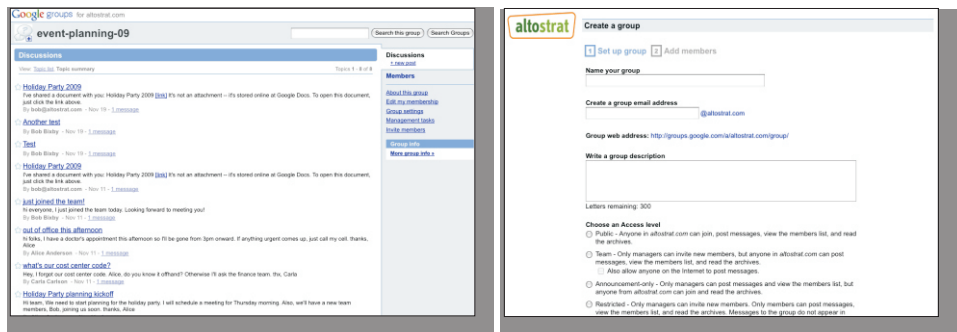 Google groups for altostrat.com
event-planning-09
Search this group
Search Groups
Discussions
View: Topic list, Topic summary
Topics 1 - 8 of 8
Holiday Party 2009
I've shared a document with you: Holiday Party 2009 [link] It's not an attachment -- it's stored online at Google Docs. To open this document,
just click the link above.
By bob@altostrat.com - Nov 19 - 1 message
Another test
By Bob Bixby - Nov 19 - 1 message
Test
By Bob Bixby - Nov 19 - 1 message
Holiday Party 2009
I've shared a document with you: Holiday Party 2009 [link] It's not an attachment -- it's stored online at Google Docs. To open this document,
just click the link above.
By bob@altostrat.com - Nov 11 - 1 message
just joined the team!
hi everyone, I just joined the team today. Looking forward to meeting you!
By Bob Bixby - Nov 11 - 1 message
out of office this afternoon
hi folks, I have a doctor's appointment this afternoon so I'll be gone from 3pm onward. If anything urgent comes up, just call my cell. thanks,
Alice
By Alice Anderson - Nov 11 - 1 message
what's our cost center code?
Hey, I forgot our cost center code. Alice, do you know it offhand? Otherwise I'll ask the finance team. thx, Carla
By Carla Carlson - Nov 11 - 1 message
Holiday Party planning kickoff
Hi team, We need to start planning for the holiday party. I will schedule a meeting for Thursday morning. Also, we'll have a new team
members, Bob, joining us soon. thanks, Alice
Discussions
+ new post
Members
About this group
Edit my membership
Group settings
Management tasks
Invite members
Group info
More group info »
altostrat
Create a group
1 Set up group 2 Add members
Name your group
Create a group email address
@altostrat.com
Group web address: http://groups.google.com/a/altostrat.com/group/
Write a group description
Letters remaining: 300
Choose an Access level
Public - Anyone in altostrat.com can join, post messages, view the members list, and read
the archives.
Team - Only managers can invite new members, but anyone in altostrat.com can post
messages, view the members list, and read the archives.
Also allow anyone on the Internet to post messages.
Announcement-only - Only managers can post messages and view the members list, but
anyone from altostrat.com can join and read the archives.
Restricted - Only managers can invite new members. Only members can post messages,
view the members list, and read the archives. Messages to the group do not appear in